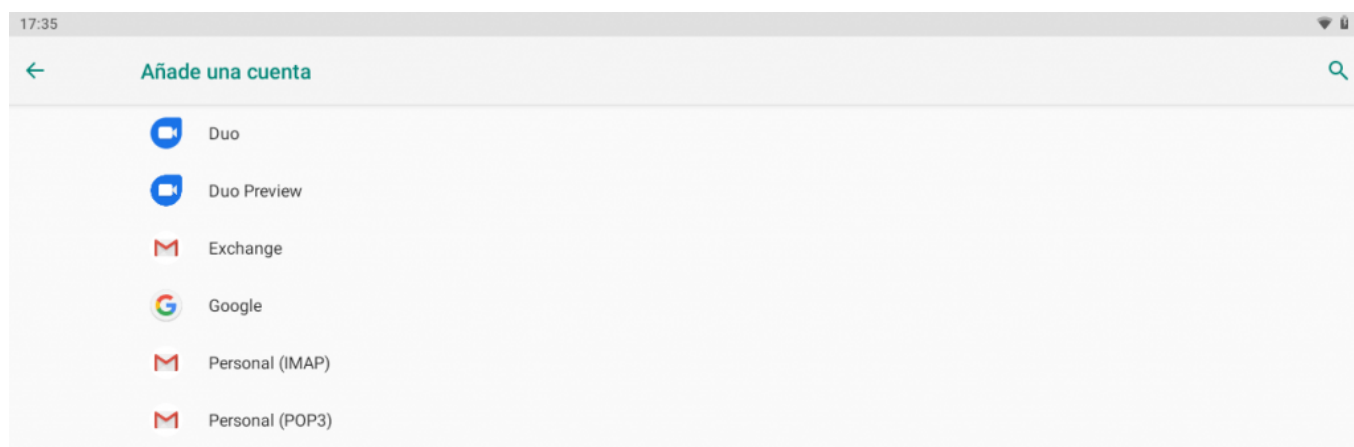 17:35
Añade una cuenta
Duo
Duo Preview
Exchange
Google
Personal (IMAP)
Personal (POP3)